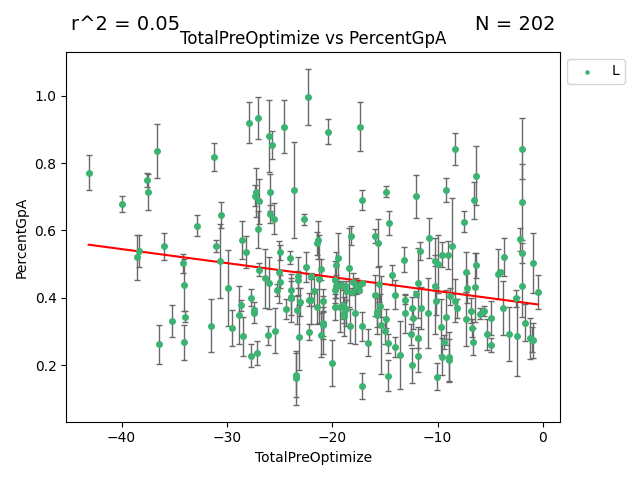 r^2 = 0.05
N = 202
TotalPreOptimize vs PercentGpA
L
1.0
0.8
0.6
0.4
0.2
PercentGpA
−40
−30
−20
−10
0
TotalPreOptimize